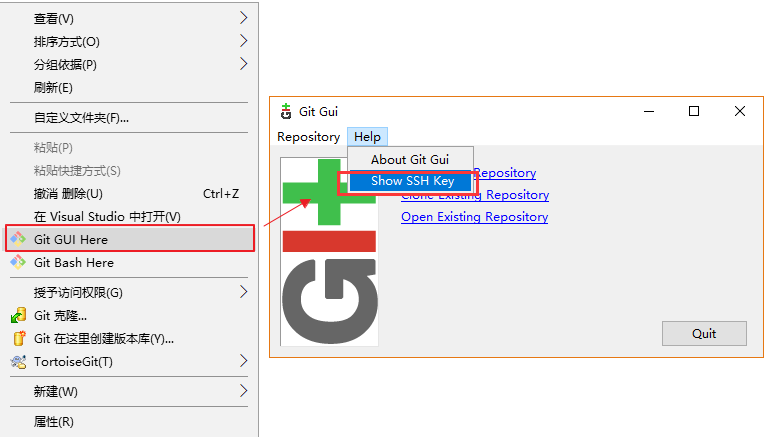 查看(V)
排序方式(O)
分组依据(P)
刷新(E)
自定义文件夹(F)...
粘贴(P)
粘贴快捷方式(S)
撤消 删除(U) Ctrl+Z
在 Visual Studio 中打开(V)
Git GUI Here
Git Bash Here
授予访问权限(G)
Git 克隆...
Git 在这里创建版本库(Y)...
TortoiseGit(T)
新建(W)
属性(R)
Git Gui
Repository Help
About Git Gui
Show SSH Key
Repository
Clone Existing Repository
Open Existing Repository
GIT
Quit